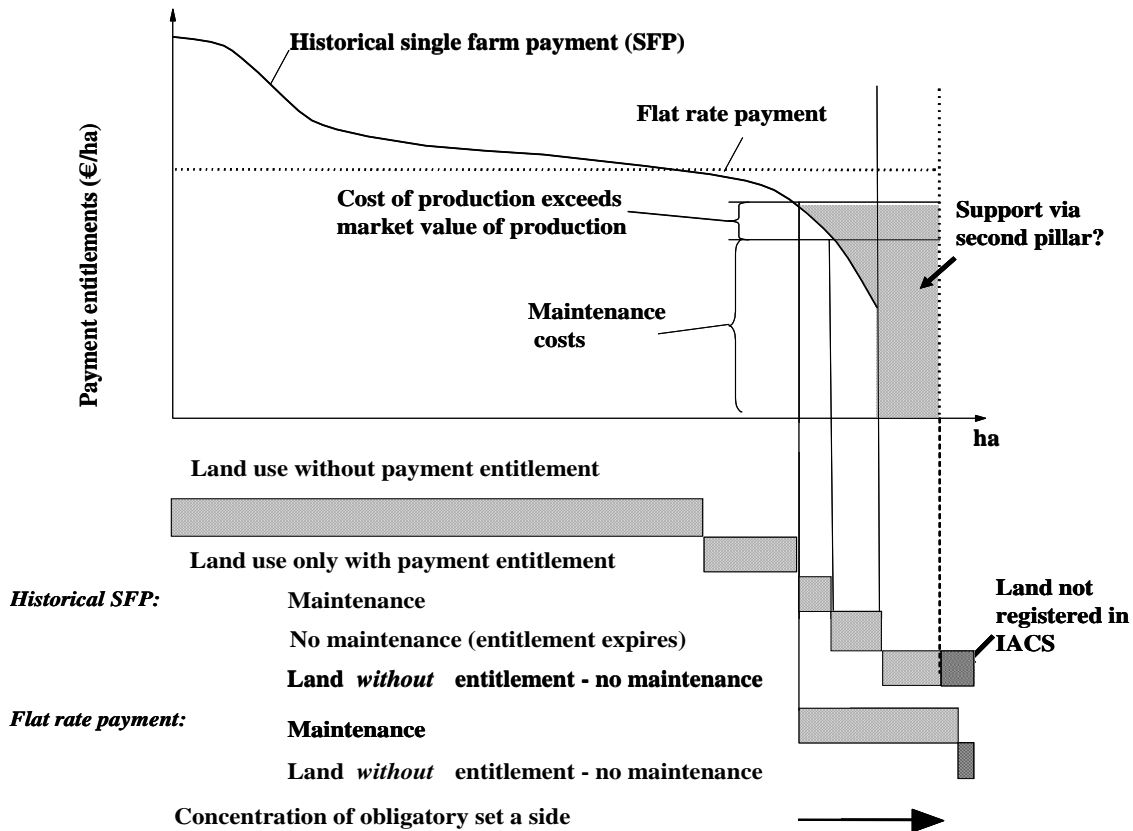 Historical single farm payment (SFP)
Flat rate payment
Payment entitlements (€/ha)
Cost of production exceeds
market value of production
Support via
second pillar?
Maintenance
costs
ha
Land use without payment entitlement
Land use only with payment entitlement
Historical SFP:
Maintenance
Land not
registered in
IACS
No maintenance (entitlement expires)
Land without entitlement - no maintenance
Flat rate payment:
Maintenance
Land without entitlement - no maintenance
Concentration of obligatory set a side